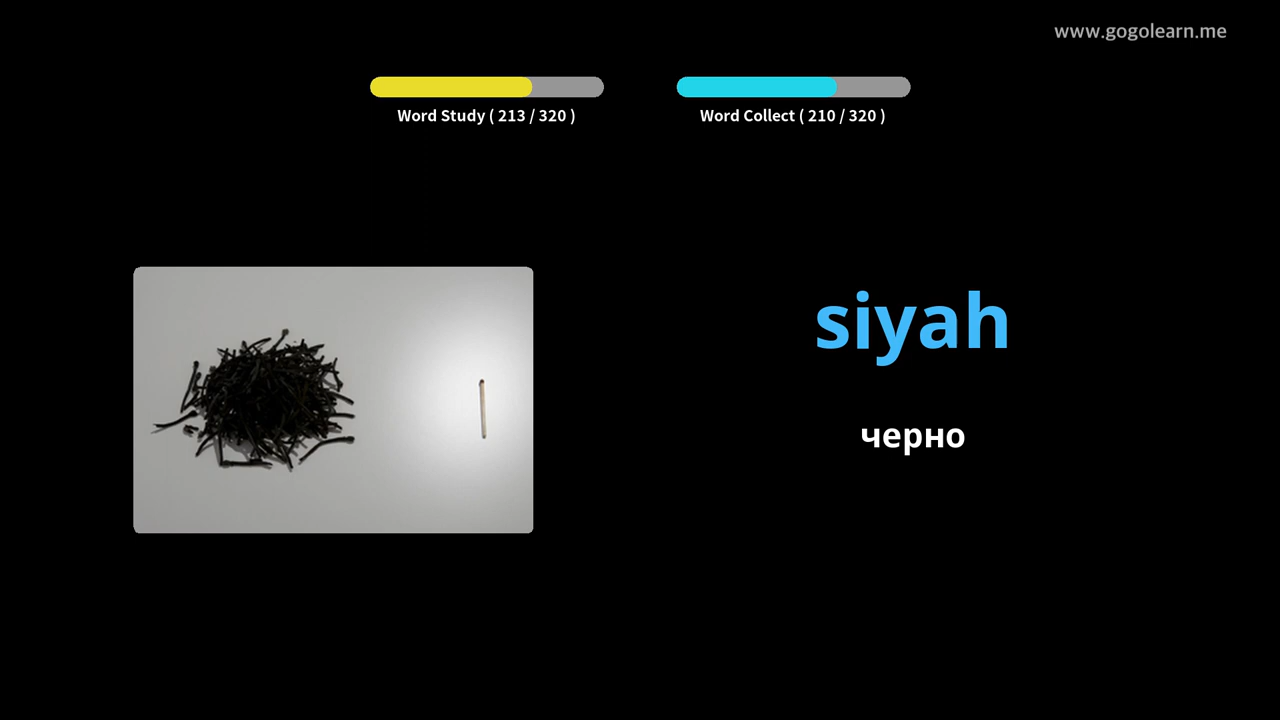 www.gogolearn.me
Word Study ( 213 / 320 )
Word Collect ( 210 / 320 )
siyah
черно